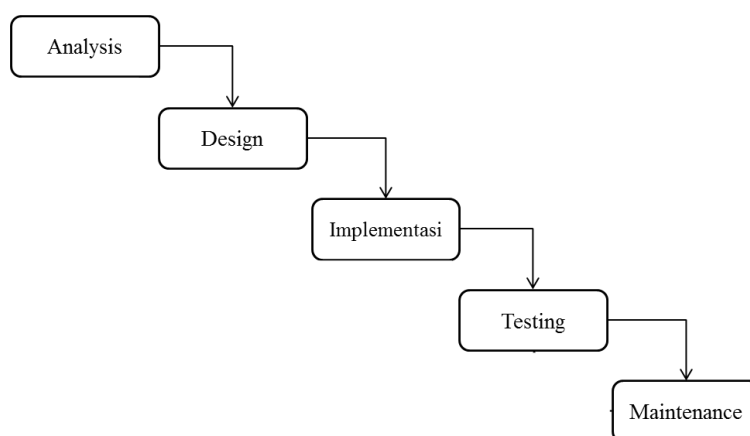 Analysis
Design
Implementasi
Testing
Maintenance